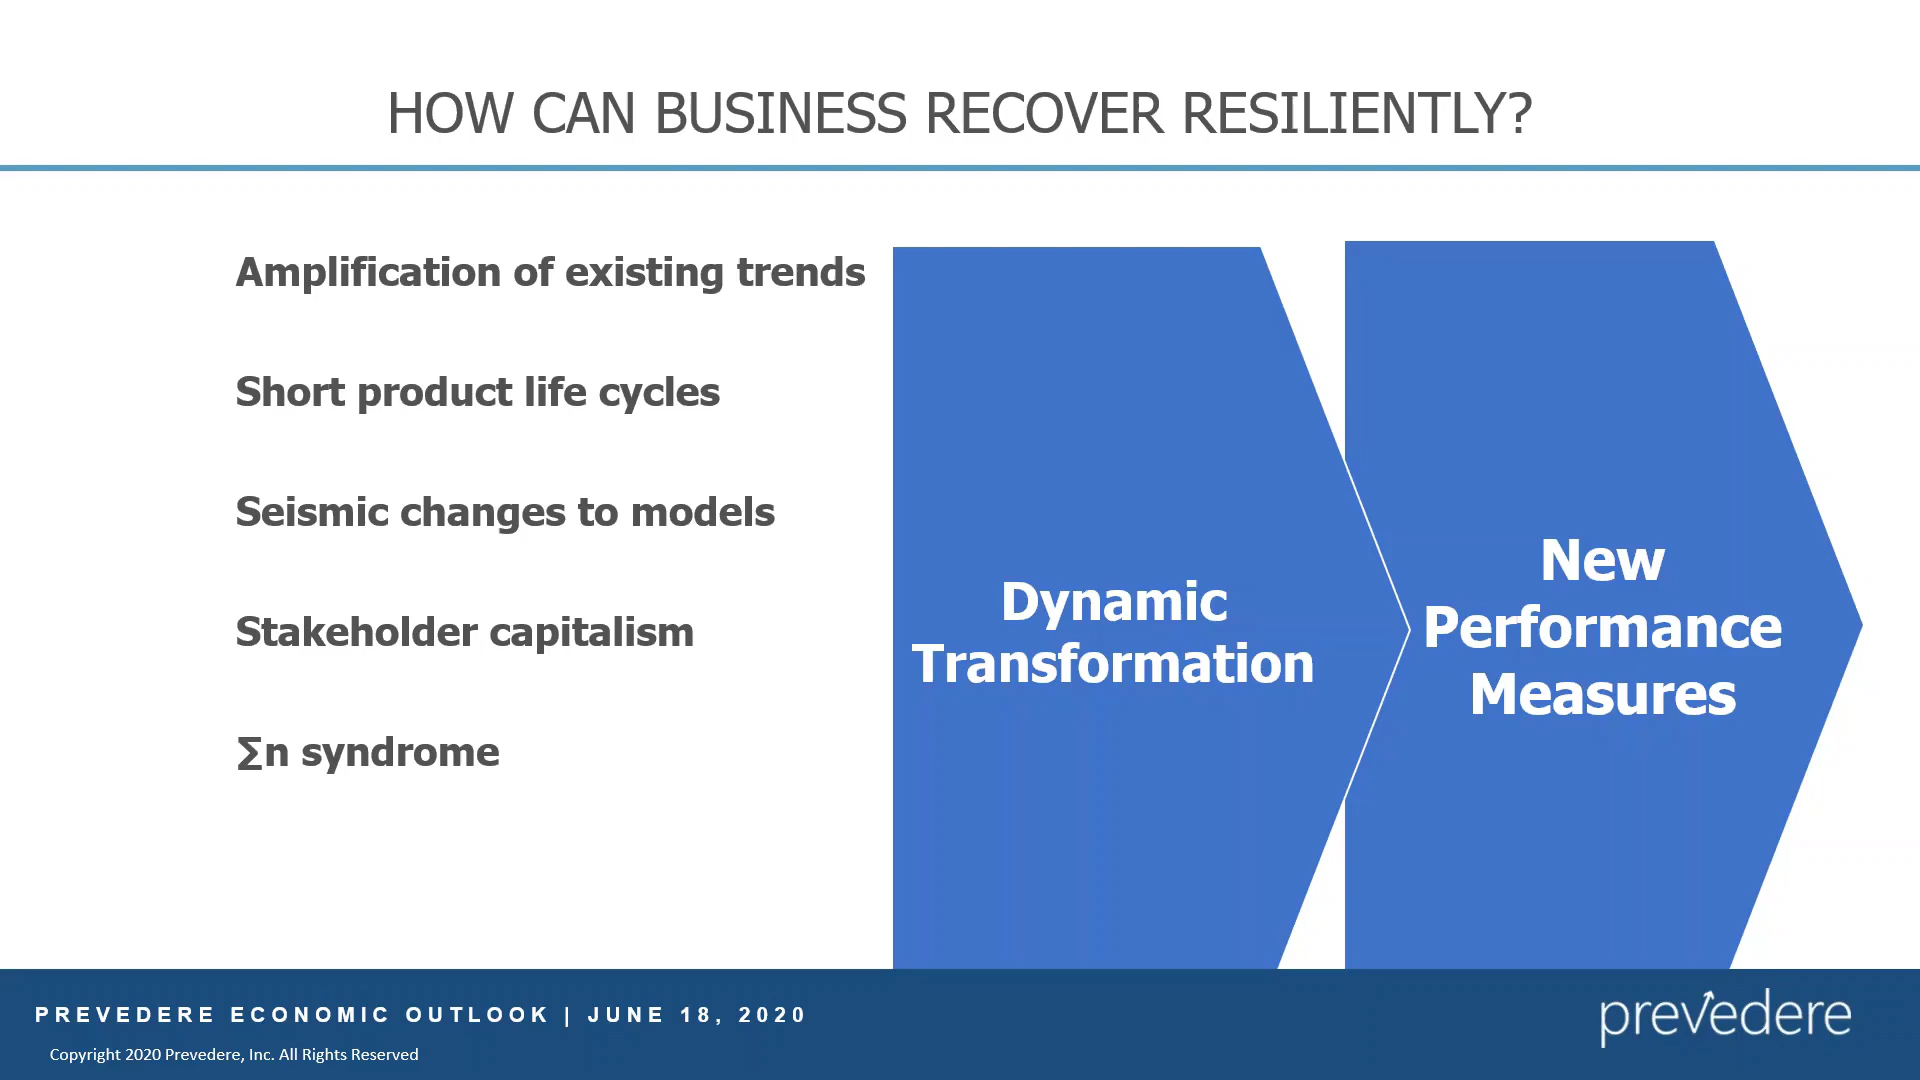 HOW CAN BUSINESS RECOVER RESILIENTLY?
Amplification of existing trends
Short product life cycles
Seismic changes to models
Stakeholder capitalism
∑n syndrome
Dynamic
Transformation
New
Performance
Measures
PREVEDERE ECONOMIC OUTLOOK | JUNE 18, 2020
Copyright 2020 Prevedere, Inc. All Rights Reserved
prevedere